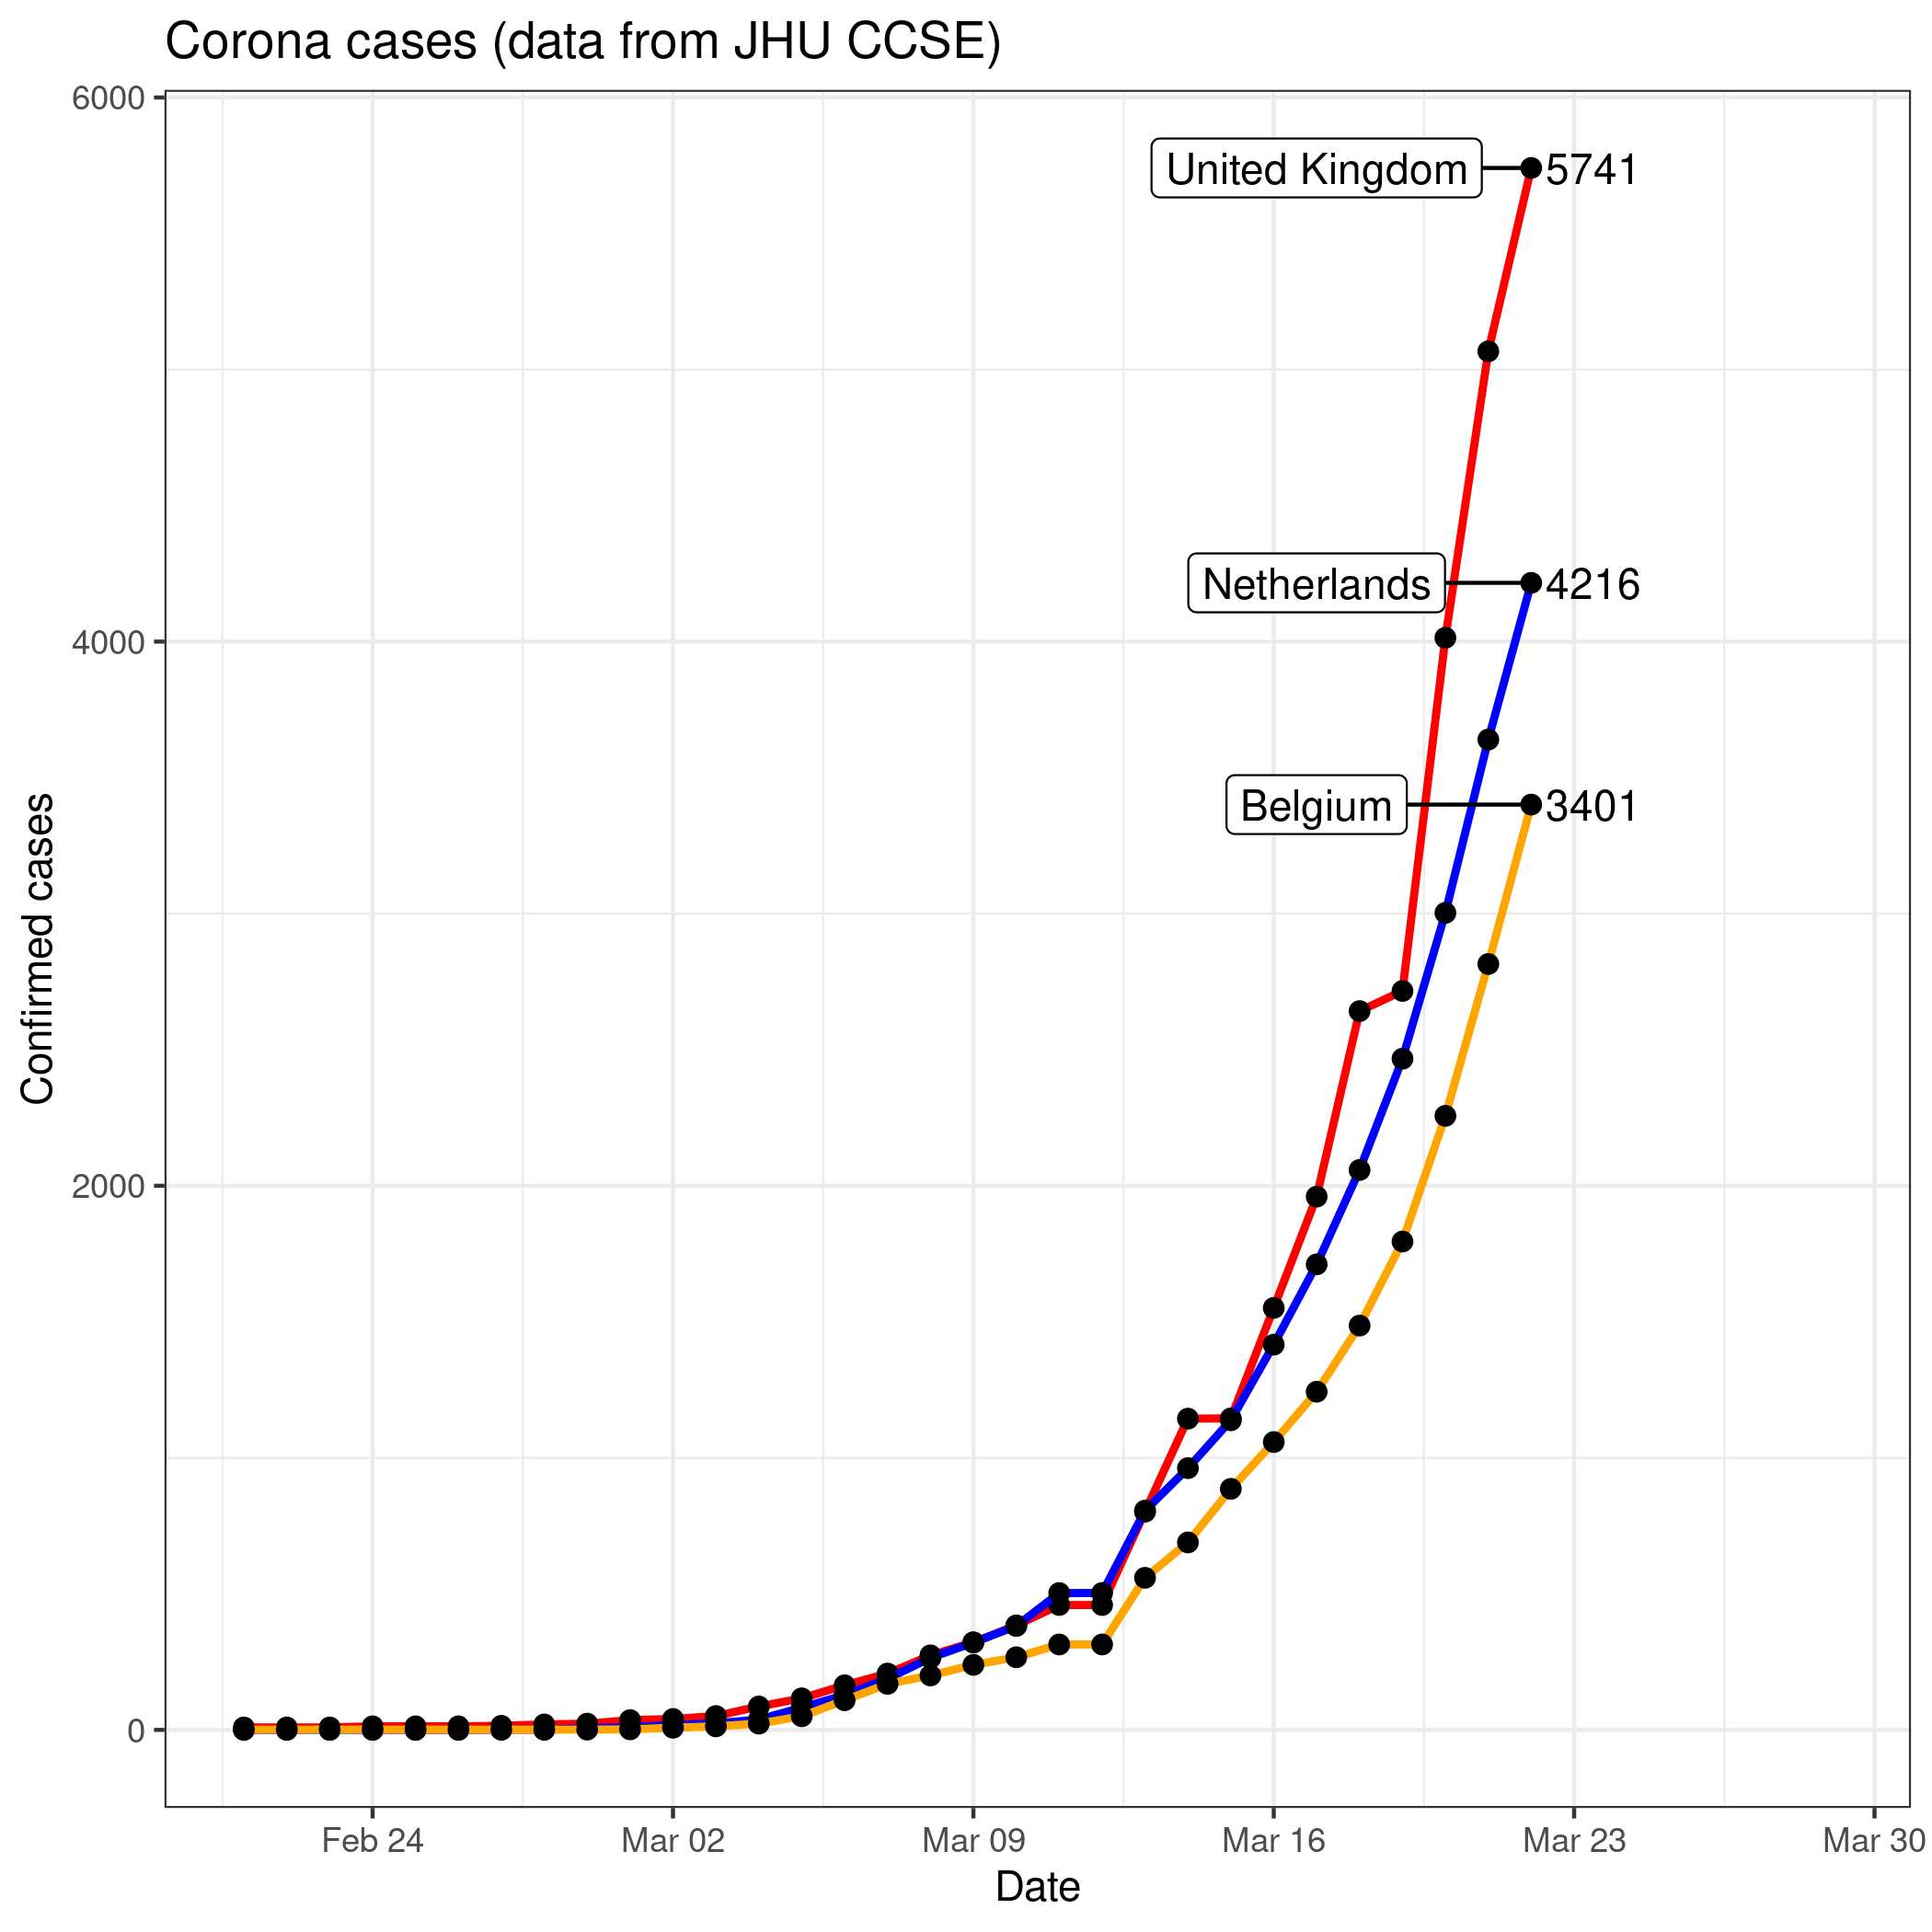 Corona cases (data from JHU CCSE)
6000
United Kingdom 5741
Netherlands 4216
4000
Belgium 3401
Confirmed cases
2000
0
Feb 24 Mar 02 Mar 09 Mar 16 Mar 23 Mar 30
Date